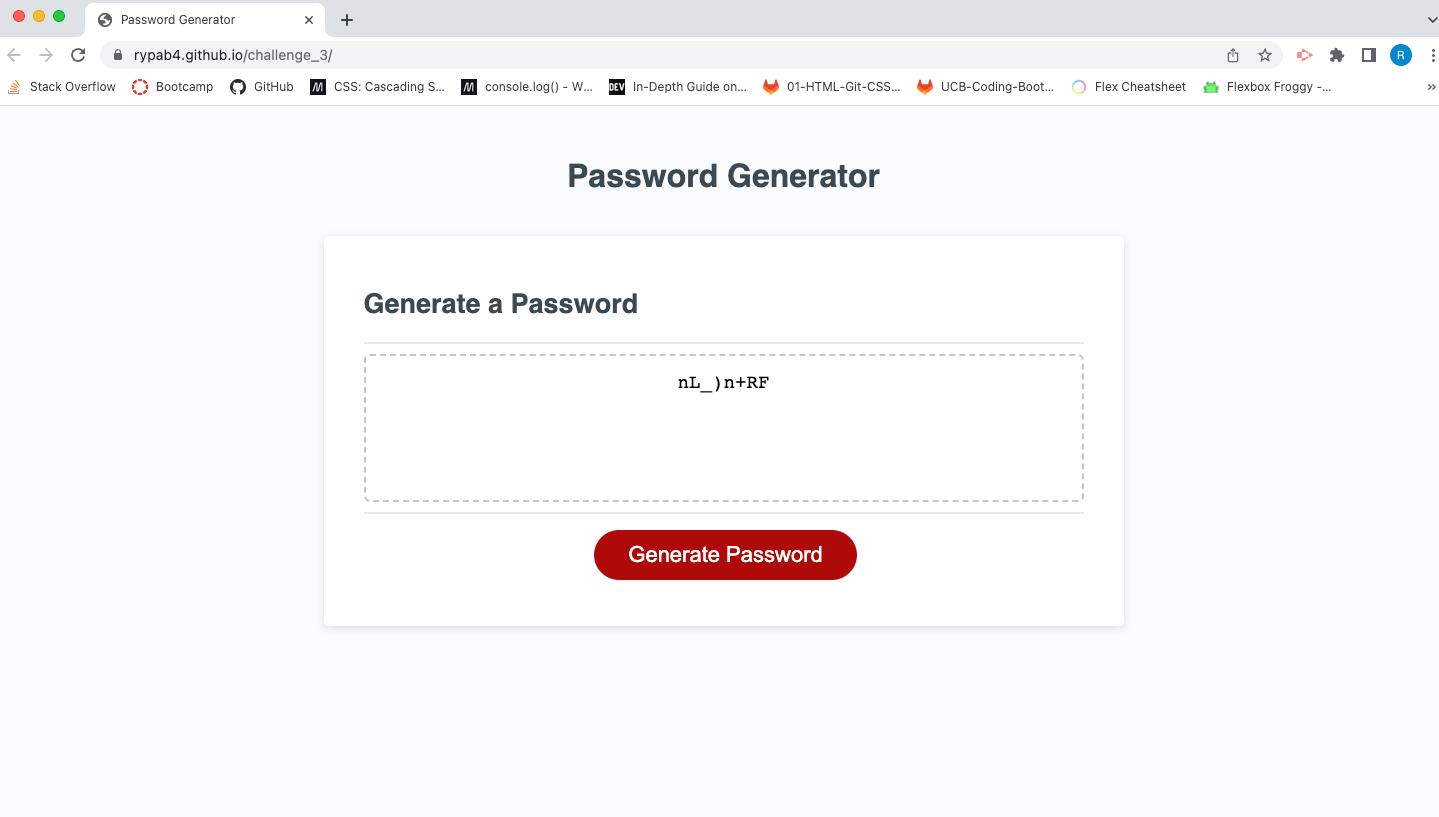 Password Generator
rypab4.github.io/challenge_3/
R
Stack Overflow
Bootcamp
GitHub
CSS: Cascading S...
console.log() - W...
DEV
In-Depth Guide on...
01-HTML-Git-CSS...
UCB-Coding-Boot...
Flex Cheatsheet
Flexbox Froggy -...
Password Generator
Generate a Password
nL_)n+RF
Generate Password